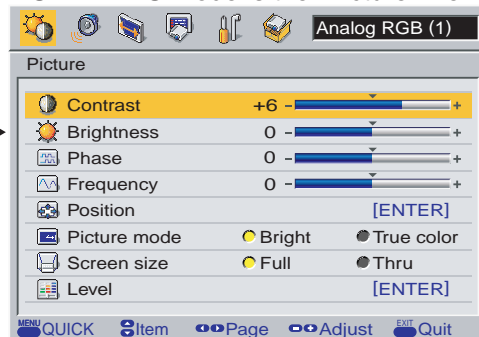 Analog RGB (1)
Picture
Contrast +6 - +
Brightness 0 - +
Phase 0 - +
Frequency 0 - +
Position [ENTER]
Picture mode Bright True color
Screen size Full Thru
Level [ENTER]
MENU QUICK Item Page Adjust EXIT Quit